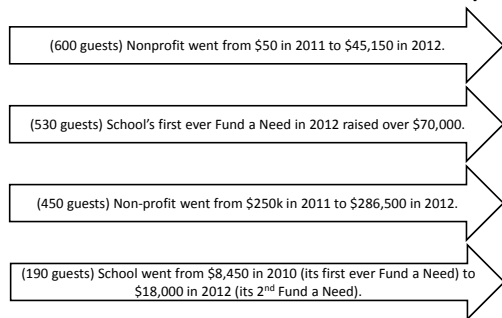 (600 guests) Nonprofit went from $50 in 2011 to $45,150 in 2012.
(530 guests) School's first ever Fund a Need in 2012 raised over $70,000.
(450 guests) Non-profit went from $250k in 2011 to $286,500 in 2012.
(190 guests) School went from $8,450 in 2010 (its first ever Fund a Need) to
$18,000 in 2012 (its 2nd Fund a Need).